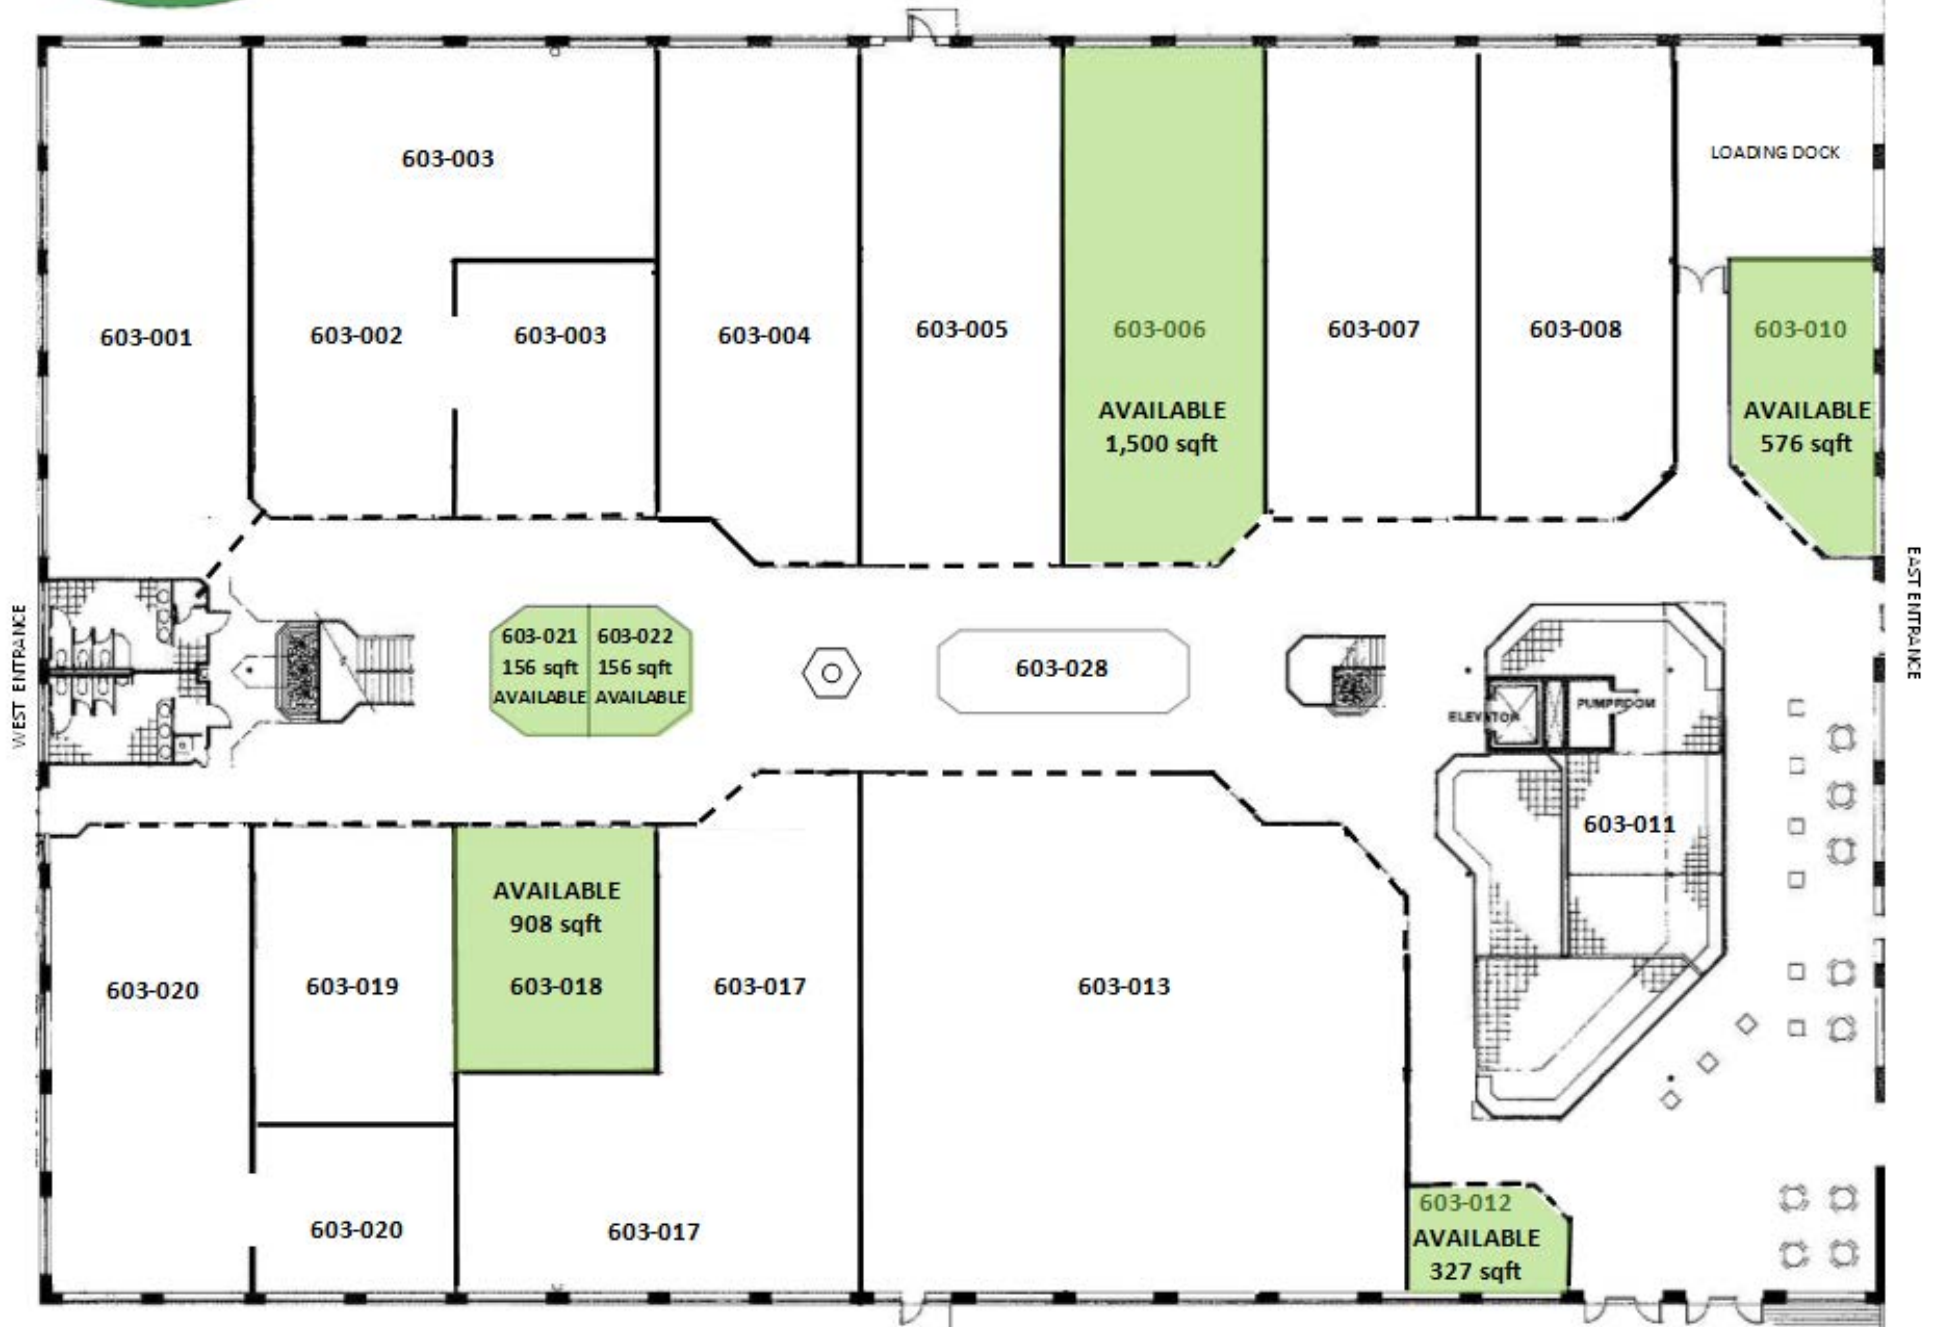 603-003
LOADING DOCK
603-001
603-002
603-003
603-004
603-005
603-006
AVAILABLE
1,500 sqft
603-007
603-008
603-010
AVAILABLE
576 sqft
WEST ENTRANCE
EAST ENTRANCE
603-021
156 sqft
AVAILABLE
603-022
156 sqft
AVAILABLE
603-028
ELEVATOR
PUMPROOM
603-011
603-020
603-019
AVAILABLE
908 sqft
603-018
603-017
603-013
603-020
603-017
603-012
AVAILABLE
327 sqft